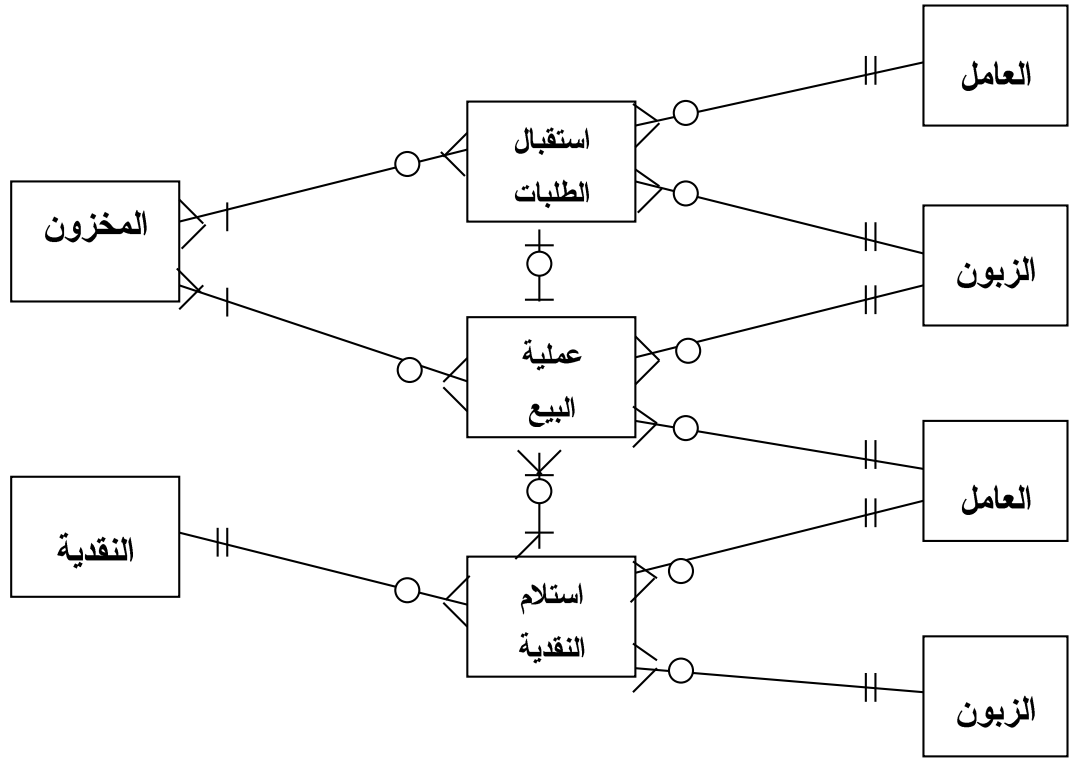 العامل
استقبال
الطلبات
المخزون
الزبون
عملية
البيع
العامل
النقدية
استلام
النقدية
الزبون